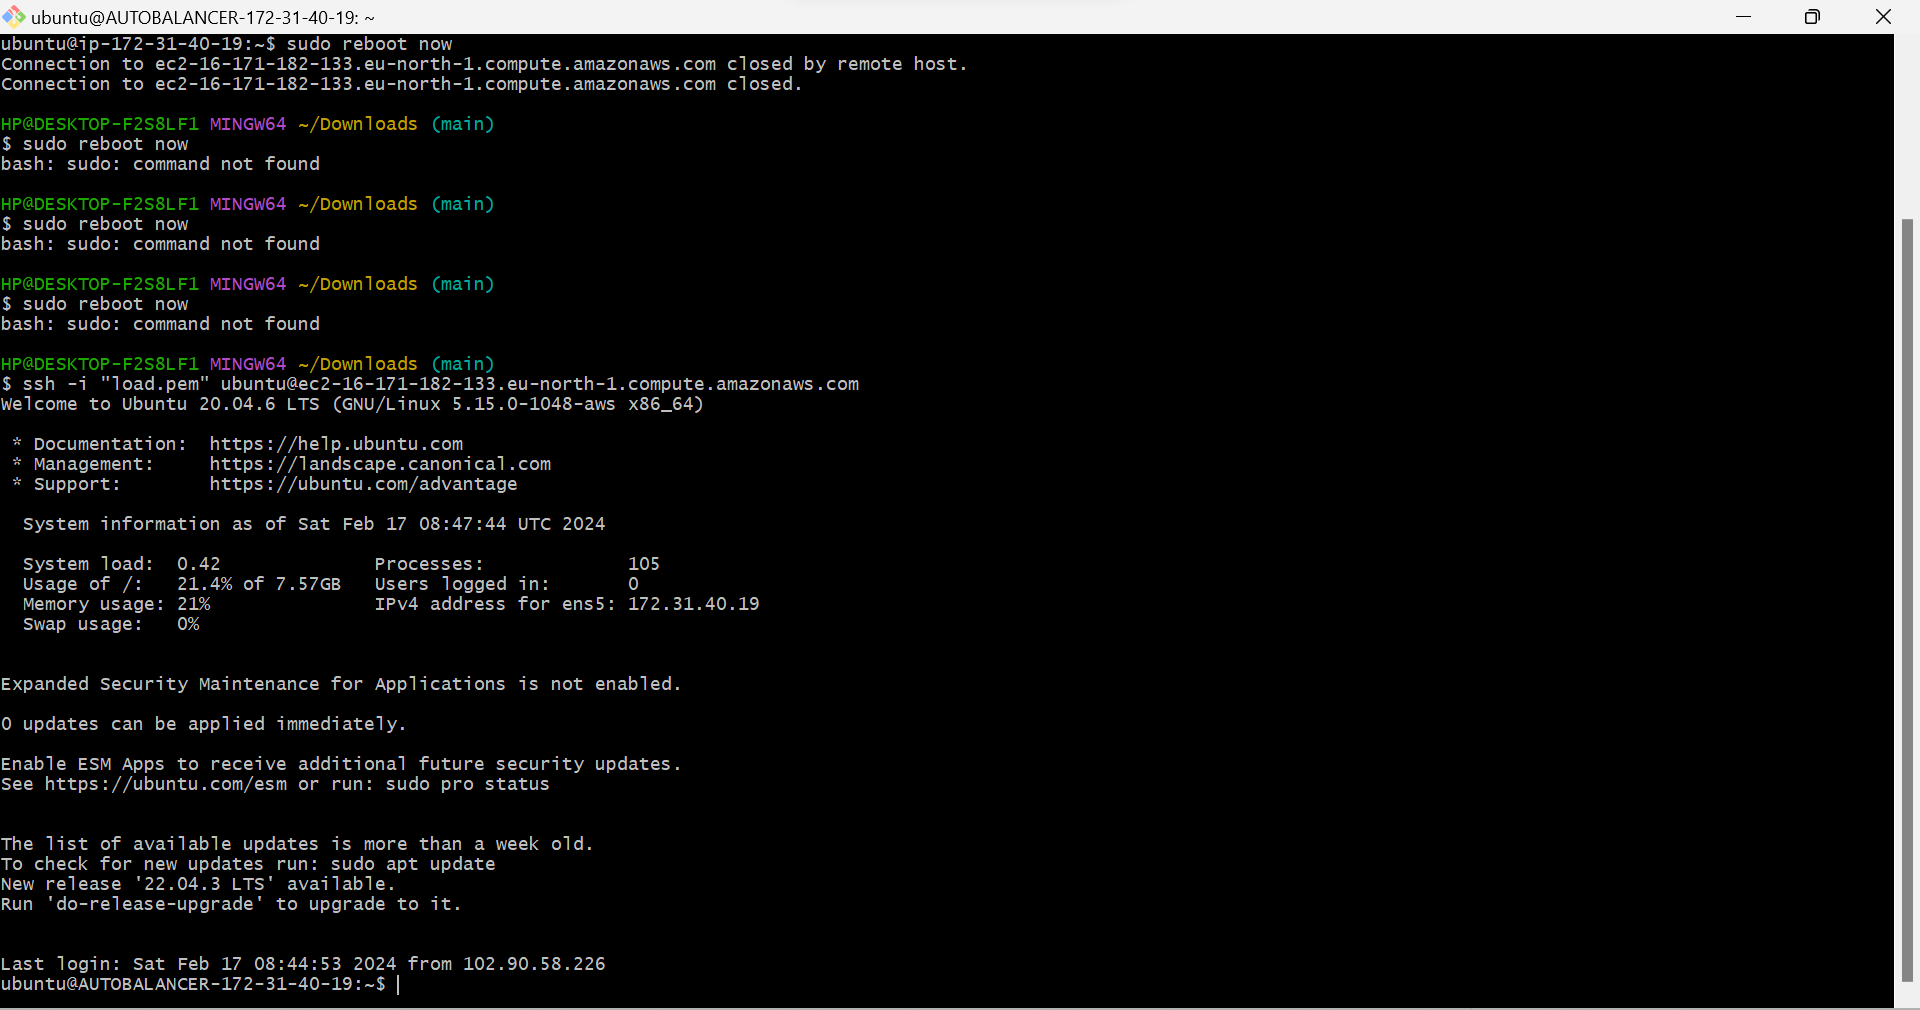 ubuntu@AUTOBALANCER-172-31-40-19: ~
ubuntu@ip-172-31-40-19:~$ sudo reboot now
Connection to ec2-16-171-182-133.eu-north-1.compute.amazonaws.com closed by remote host.
Connection to ec2-16-171-182-133.eu-north-1.compute.amazonaws.com closed.
HP@DESKTOP-F2S8LF1 MINGW64 ~/Downloads (main)
$ sudo reboot now
bash: sudo: command not found
HP@DESKTOP-F2S8LF1 MINGW64 ~/Downloads (main)
$ sudo reboot now
bash: sudo: command not found
HP@DESKTOP-F2S8LF1 MINGW64 ~/Downloads (main)
$ sudo reboot now
bash: sudo: command not found
HP@DESKTOP-F2S8LF1 MINGW64 ~/Downloads (main)
$ ssh -i "load.pem" ubuntu@ec2-16-171-182-133.eu-north-1.compute.amazonaws.com
Welcome to Ubuntu 20.04.6 LTS (GNU/Linux 5.15.0-1048-aws x86_64)
* Documentation:  https://help.ubuntu.com
* Management:     https://landscape.canonical.com
* Support:        https://ubuntu.com/advantage
System information as of Sat Feb 17 08:47:44 UTC 2024
System load:  0.42              Processes:             105
Usage of /:   21.4% of 7.57GB   Users logged in:       0
Memory usage: 21%               IPv4 address for ens5: 172.31.40.19
Swap usage:   0%
Expanded Security Maintenance for Applications is not enabled.
0 updates can be applied immediately.
Enable ESM Apps to receive additional future security updates.
See https://ubuntu.com/esm or run: sudo pro status
The list of available updates is more than a week old.
To check for new updates run: sudo apt update
New release '22.04.3 LTS' available.
Run 'do-release-upgrade' to upgrade to it.
Last login: Sat Feb 17 08:44:53 2024 from 102.90.58.226
ubuntu@AUTOBALANCER-172-31-40-19:~$